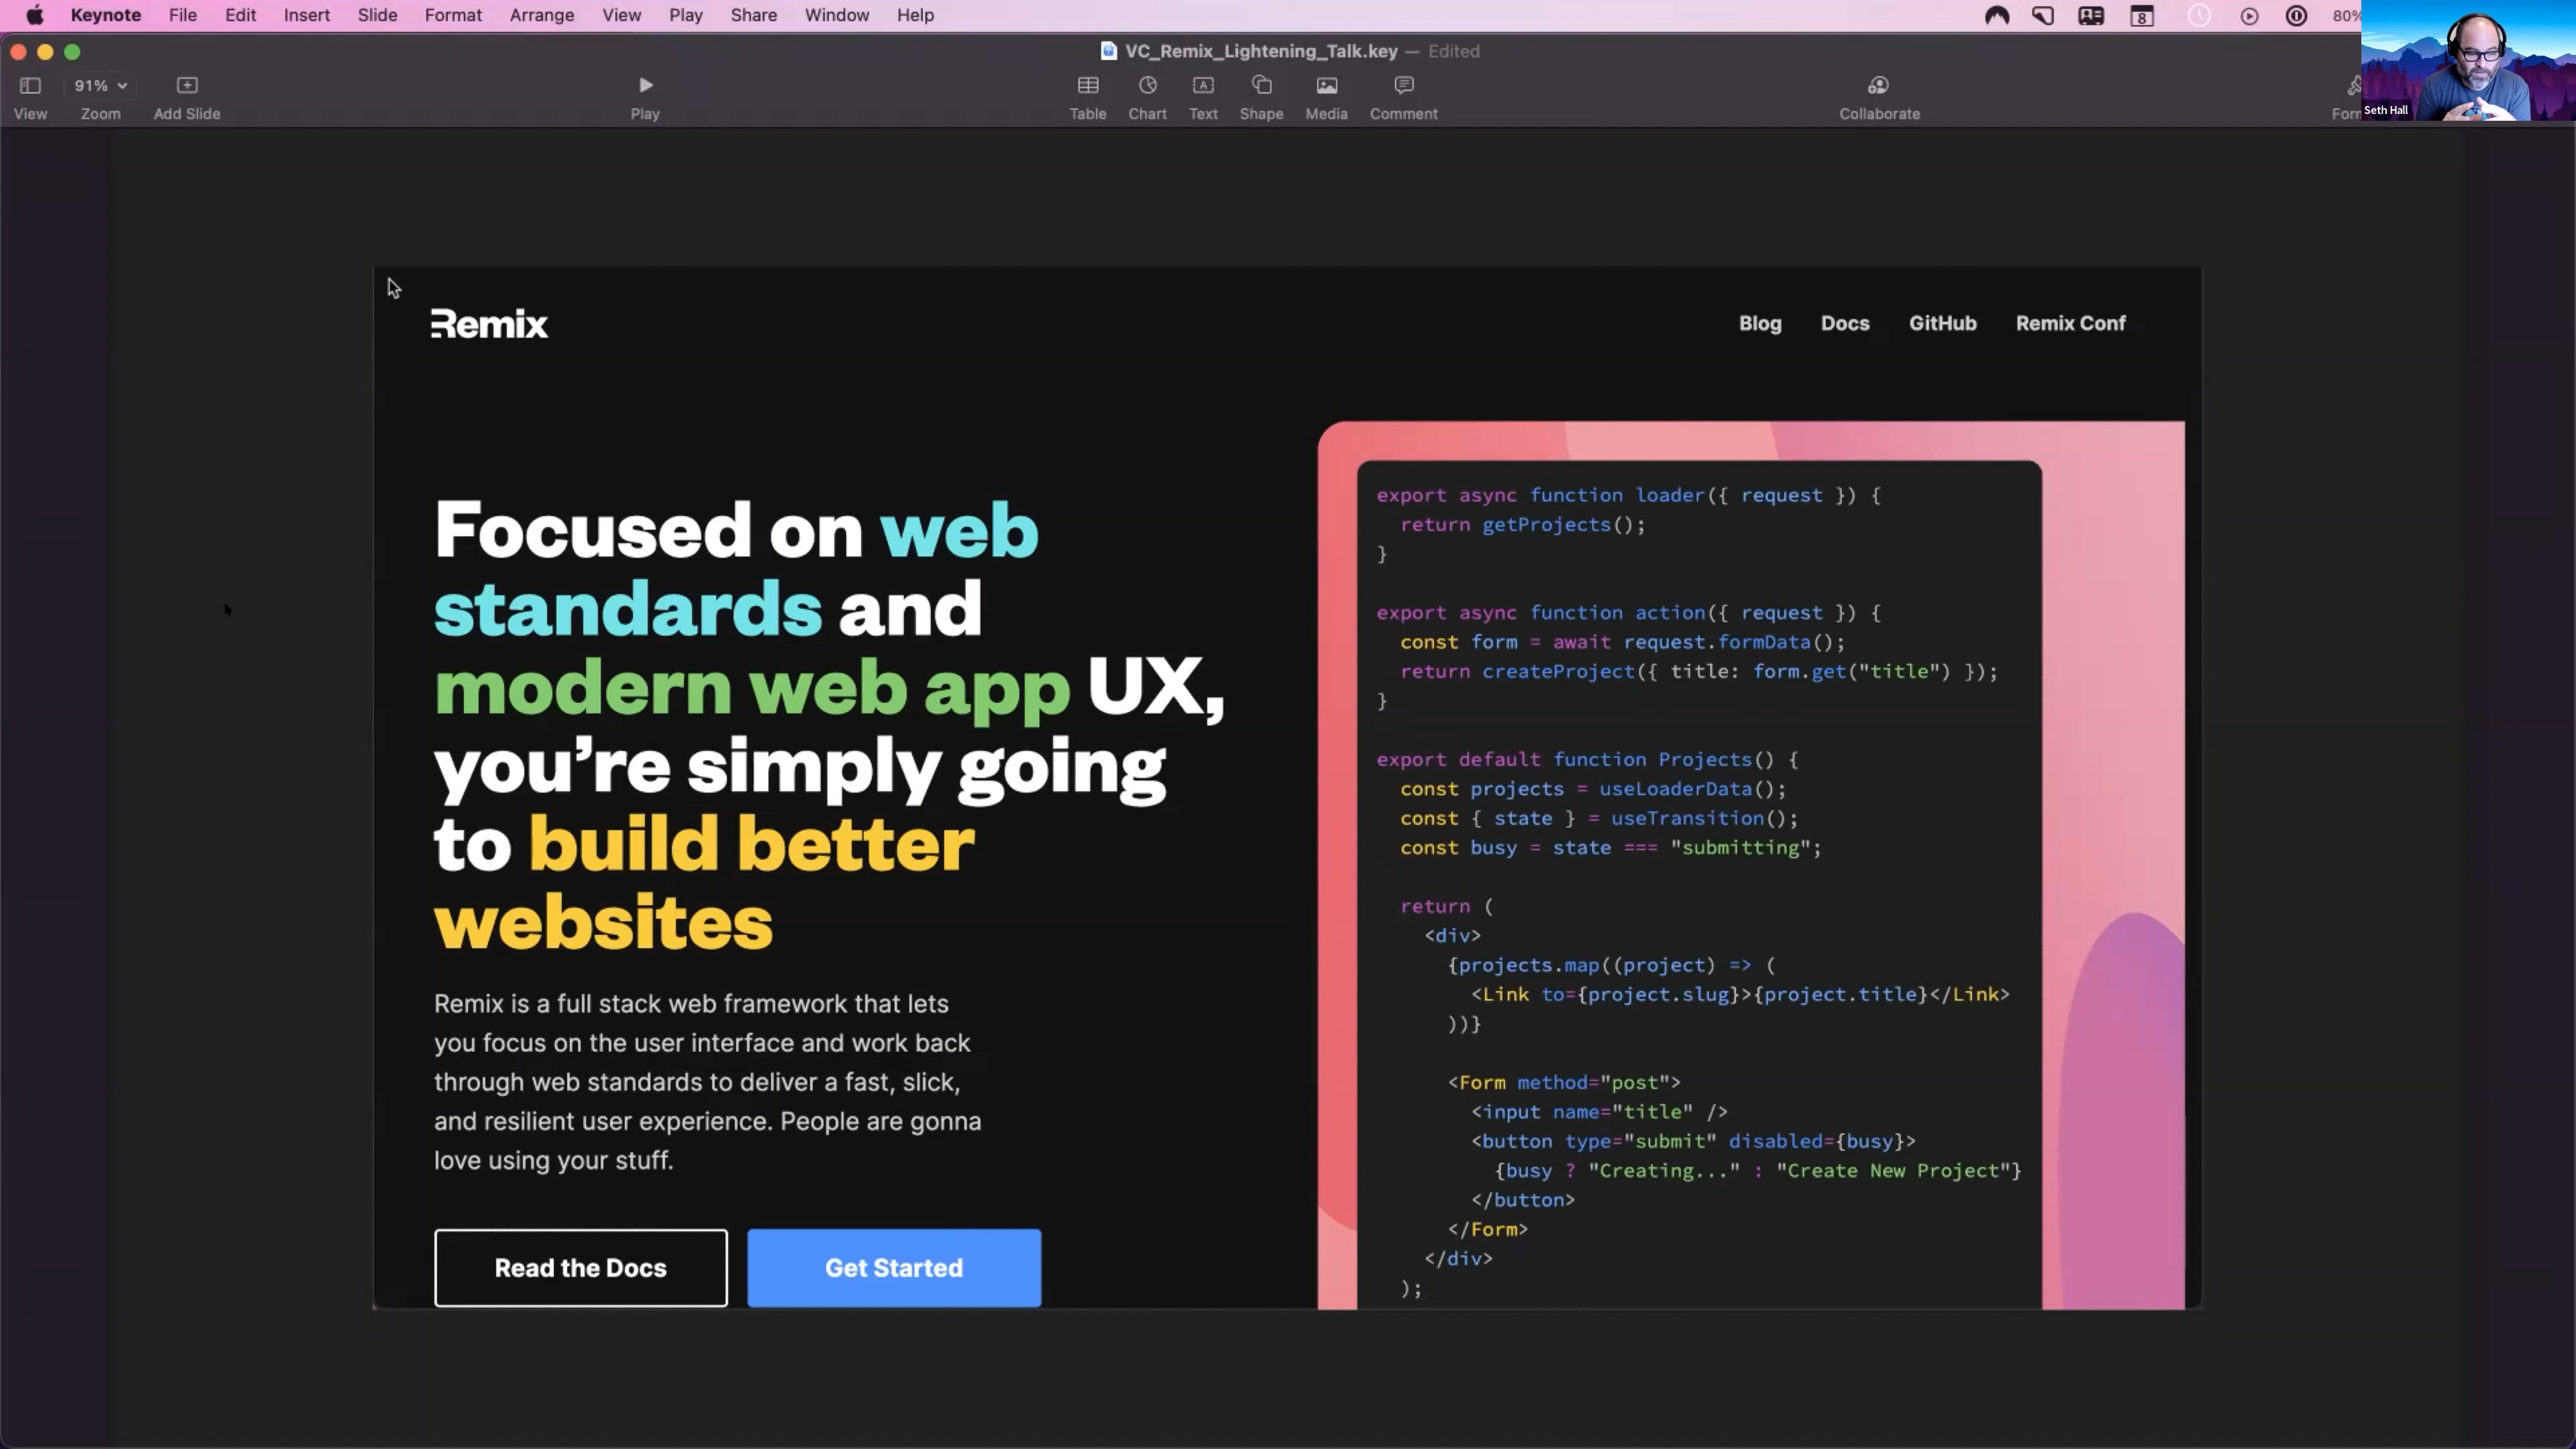 Keynote File Edit Insert Slide Format Arrange View Play Share Window Help 8 80%
VC_Remix_Lightening_Talk.key — Edited
91%
View Zoom Add Slide Play Table Chart Text Shape Media Comment Collaborate
Seth Hall
Remix Blog Docs GitHub Remix Conf
Focused on web
standards and
modern web app UX,
you’re simply going
to build better
websites
Remix is a full stack web framework that lets
you focus on the user interface and work back
through web standards to deliver a fast, slick,
and resilient user experience. People are gonna
love using your stuff.
Read the Docs Get Started
export async function loader({ request }) {
  return getProjects();
}
export async function action({ request }) {
  const form = await request.formData();
  return createProject({ title: form.get("title") });
}
export default function Projects() {
  const projects = useLoaderData();
  const { state } = useTransition();
  const busy = state === "submitting";
  return (
    <div>
      {projects.map((project) => (
        <Link to={project.slug}>{project.title}</Link>
      ))}
      <Form method="post">
        <input name="title" />
        <button type="submit" disabled={busy}>
          {busy ? "Creating..." : "Create New Project"}
        </button>
      </Form>
    </div>
  );